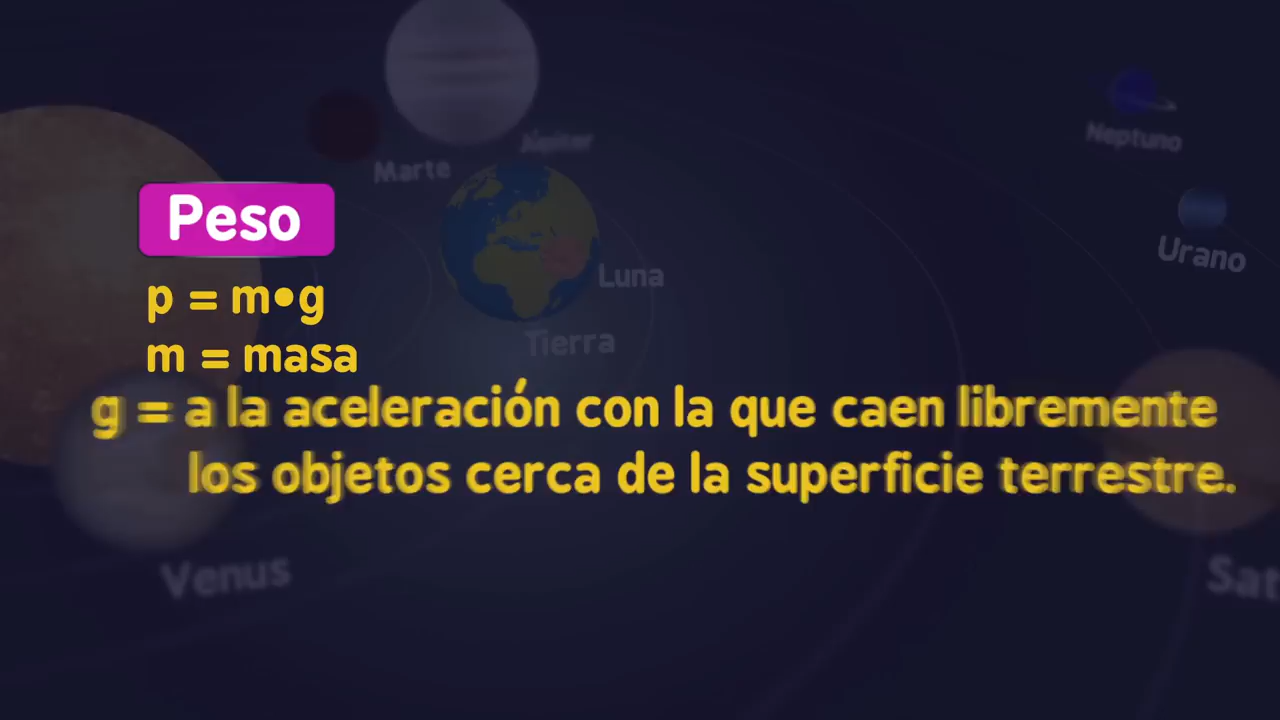 Neptuno
Júpiter
Marte
Peso
Urano
Luna
p = m•g
Tierra
m = masa
g = a la aceleración con la que caen libremente
los objetos cerca de la superficie terrestre.
Venus
Sat